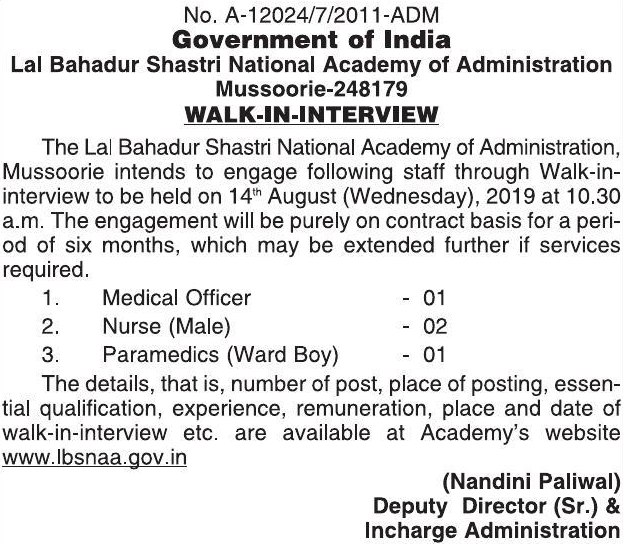 No. A-12024/7/2011-ADM
Government of India
Lal Bahadur Shastri National Academy of Administration
Mussoorie-248179
WALK-IN-INTERVIEW
The Lal Bahadur Shastri National Academy of Administration,
Mussoorie intends to engage following staff through Walk-in-
interview to be held on 14th August (Wednesday), 2019 at 10.30
a.m. The engagement will be purely on contract basis for a peri-
od of six months, which may be extended further if services
required.
1. Medical Officer - 01
2. Nurse (Male) - 02
3. Paramedics (Ward Boy) - 01
The details, that is, number of post, place of posting, essen-
tial qualification, experience, remuneration, place and date of
walk-in-interview etc. are available at Academy's website
www.lbsnaa.gov.in
(Nandini Paliwal)
Deputy Director (Sr.) &
Incharge Administration